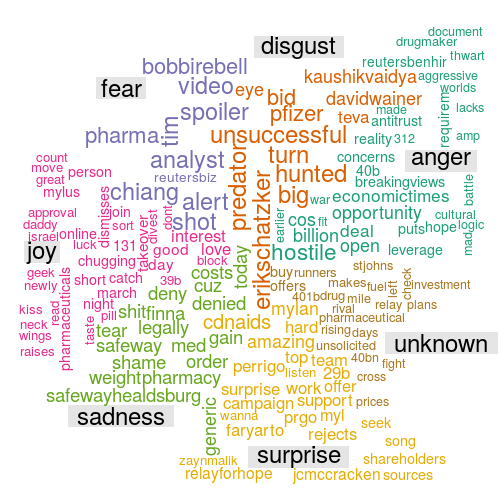 document
drugmaker
disgust
thwart
bobbirebell
reutersbenhir
fear
video
eye
kaushikvaidya
aggressive
worlds
bid
davidwainer
spoiler
pfizer
made
requirem
lacks
tim
teva
antitrust
pharma
unsuccessful
reality
312
amp
count
analyst
predator
turn
concerns
anger
move
person
reutersbiz
hunted
40b
great
breakingviews
battle
mylus
chiang
alert
big
war
economictimes
approval
dismisses
join
divest
dont
shot
erikschatzker
earlier
cos
fit
opportunity
cultural
daddy
sort
takeover
billion
deal
puts
hope
logic
israel
online
interest
joy
luck
131
good
love
today
hostile
open
leverage
mad
chugging
day
block
stjohns
geek
pharmaceuticals
short
catch
39b
costs
buy
runners
makes
fuel
left
check
investment
newly
march
deny
cuz
offers
401b
drug
mile
kiss
read
night
denied
mylan
rival
relay
plans
pill
shit
finna
pharmaceutical
neck
taste
tear
legally
cdnaids
hard
rising
days
wings
safeway
med
gain
amazing
unsolicited
unknown
raises
shame
order
top
team
40bn
fight
weightpharmacy
perrigo
listen
29b
cross
safewayhealdsburg
surprise
work
offer
generic
campaign
support
prices
sadness
wanna
prgo
myl
seek
faryarto
rejects
song
zaynmalik
surprise
shareholders
relayforhope
jcmccracken
sources